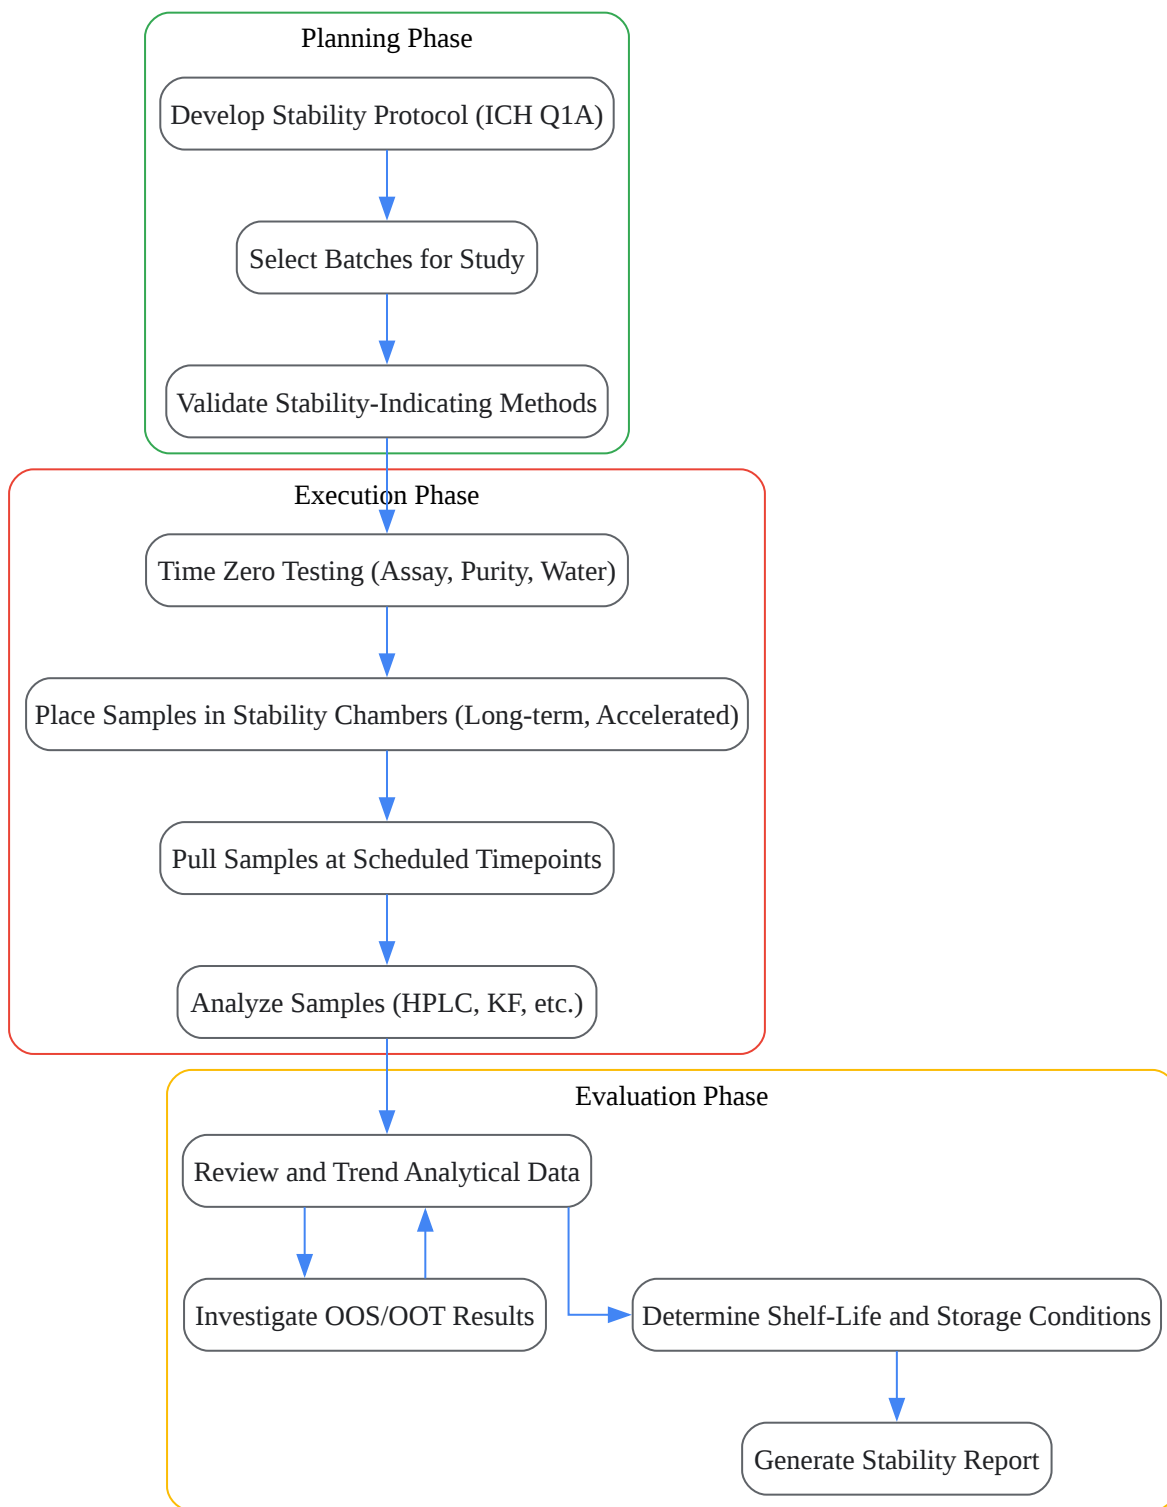 Planning Phase
Develop Stability Protocol (ICH Q1A)
Select Batches for Study
Validate Stability-Indicating Methods
Execution Phase
Time Zero Testing (Assay, Purity, Water)
Place Samples in Stability Chambers (Long-term, Accelerated)
Pull Samples at Scheduled Timepoints
Analyze Samples (HPLC, KF, etc.)
Evaluation Phase
Review and Trend Analytical Data
Investigate OOS/OOT Results
Determine Shelf-Life and Storage Conditions
Generate Stability Report